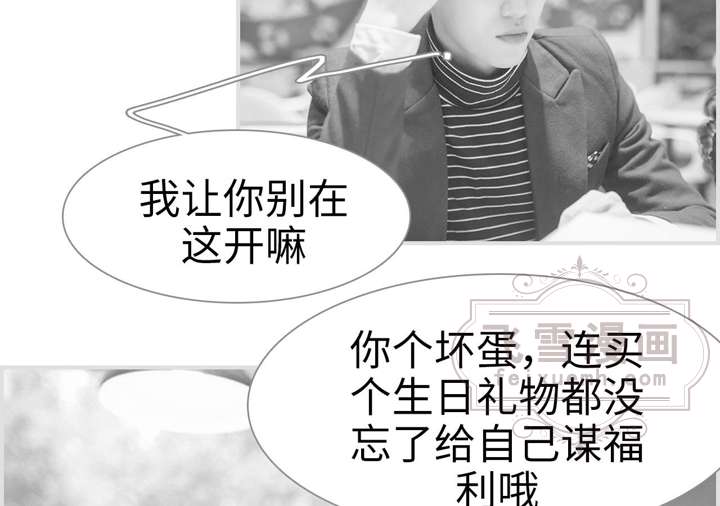 我让你别在
这开嘛
飞雪漫画
feixuemh.com
你个坏蛋，连买
个生日礼物都没
忘了给自己谋福
利哦